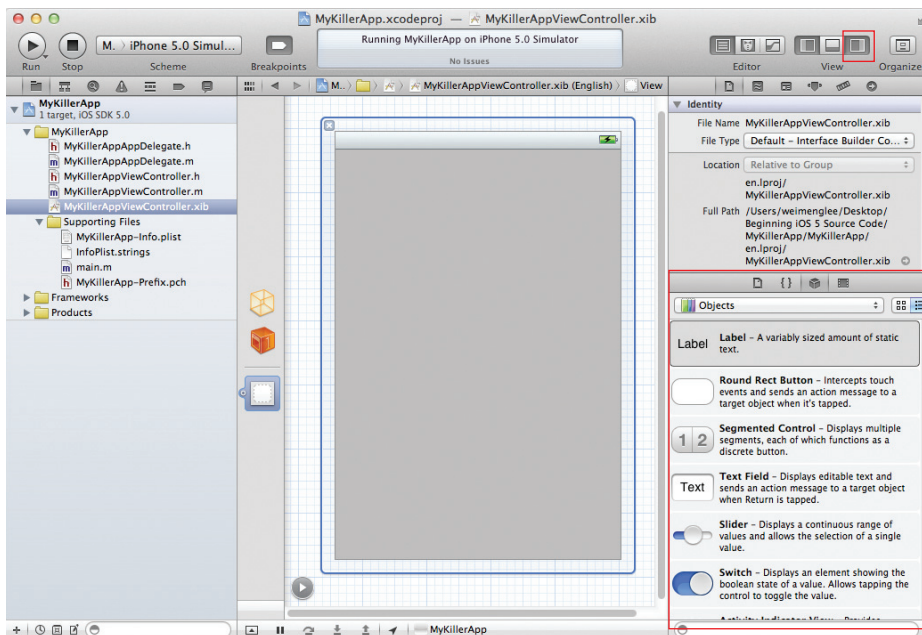 MyKillerApp.xcodeproj — MyKillerAppViewController.xib
Run
Stop
M. 〉iPhone 5.0 Simul...
Scheme
Breakpoints
Running MyKillerApp on iPhone 5.0 Simulator
No Issues
Editor
View
Organize
M..
MyKillerAppViewController.xib (English)
View
MyKillerApp
1 target, iOS SDK 5.0
MyKillerApp
MyKillerAppAppDelegate.h
MyKillerAppAppDelegate.m
MyKillerAppViewController.h
MyKillerAppViewController.m
MyKillerAppViewController.xib
Supporting Files
MyKillerApp-Info.plist
InfoPlist.strings
main.m
MyKillerApp-Prefix.pch
Frameworks
Products
Identity
File Name MyKillerAppViewController.xib
File Type Default – Interface Builder Co...
Location Relative to Group
en.lproj/
MyKillerAppViewController.xib
Full Path /Users/weimenglee/Desktop/
Beginning iOS 5 Source Code/
MyKillerApp/MyKillerApp/
en.lproj/
MyKillerAppViewController.xib
{ }
Objects
Label
Label – A variably sized amount of static
text.
Round Rect Button – Intercepts touch
events and sends an action message to a
target object when it's tapped.
1 2
Segmented Control – Displays multiple
segments, each of which functions as a
discrete button.
Text
Text Field – Displays editable text and
sends an action message to a target object
when Return is tapped.
Slider – Displays a continuous range of
values and allows the selection of a single
value.
Switch – Displays an element showing the
boolean state of a value. Allows tapping the
control to toggle the value.
Activity Indicator View – Provides
MyKillerApp